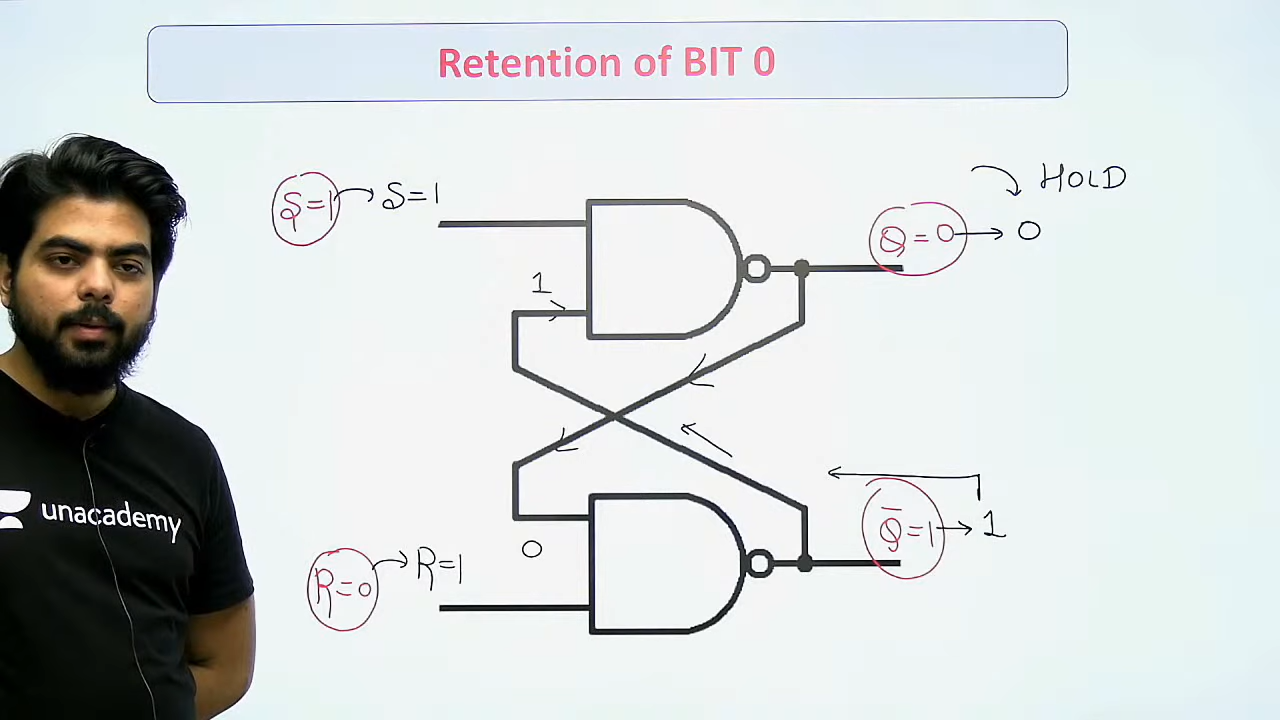 Retention of BIT 0
S=1 → S=1
HOLD
Q=0 → 0
1
unacademy
0
Q̅=1 → 1
R=0 → R=1